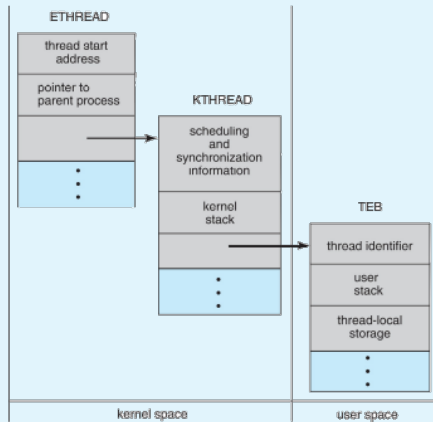 ETHREAD
thread start
address
pointer to
parent process
KTHREAD
scheduling
and
synchronization
information
kernel
stack
TEB
thread identifier
user
stack
thread-local
storage
kernel space
user space